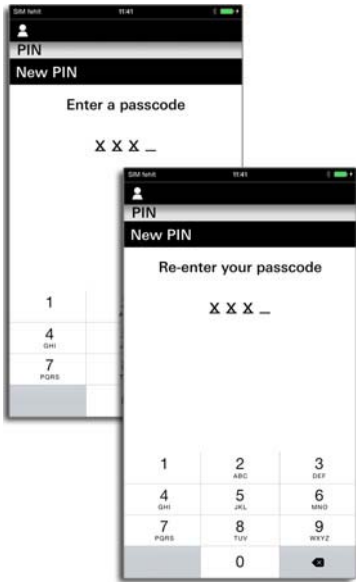 SIM fehlt 11:41
PIN
New PIN
Enter a passcode
x x x _
1
4
GHI
7
PQRS
SIM fehlt 11:41
PIN
New PIN
Re-enter your passcode
x x x _
1 2 3
ABC DEF
4 5 6
GHI JKL MNO
7 8 9
PQRS TUV WXYZ
0